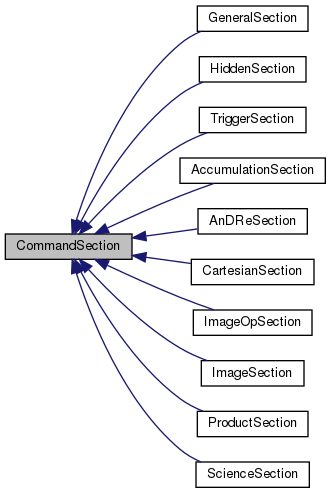 GeneralSection
HiddenSection
TriggerSection
AccumulationSection
AnDReSection
CommandSection
CartesianSection
ImageOpSection
ImageSection
ProductSection
ScienceSection